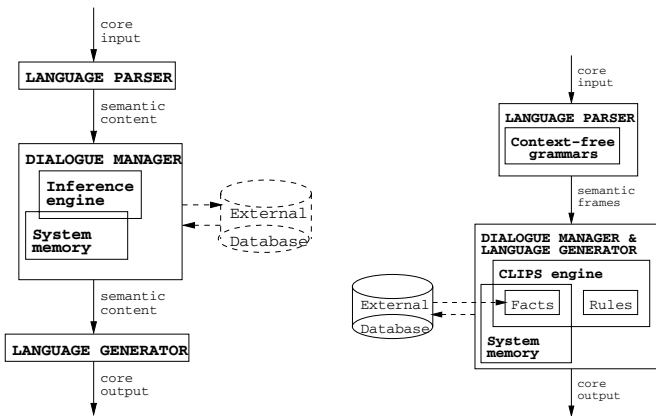 core
input
LANGUAGE PARSER
semantic
content
DIALOGUE MANAGER
Inference
engine
System
memory
External
Database
semantic
content
LANGUAGE GENERATOR
core
output
core
input
LANGUAGE PARSER
Context-free
grammars
semantic
frames
DIALOGUE MANAGER &
LANGUAGE GENERATOR
CLIPS engine
Facts
Rules
External
Database
System
memory
core
output